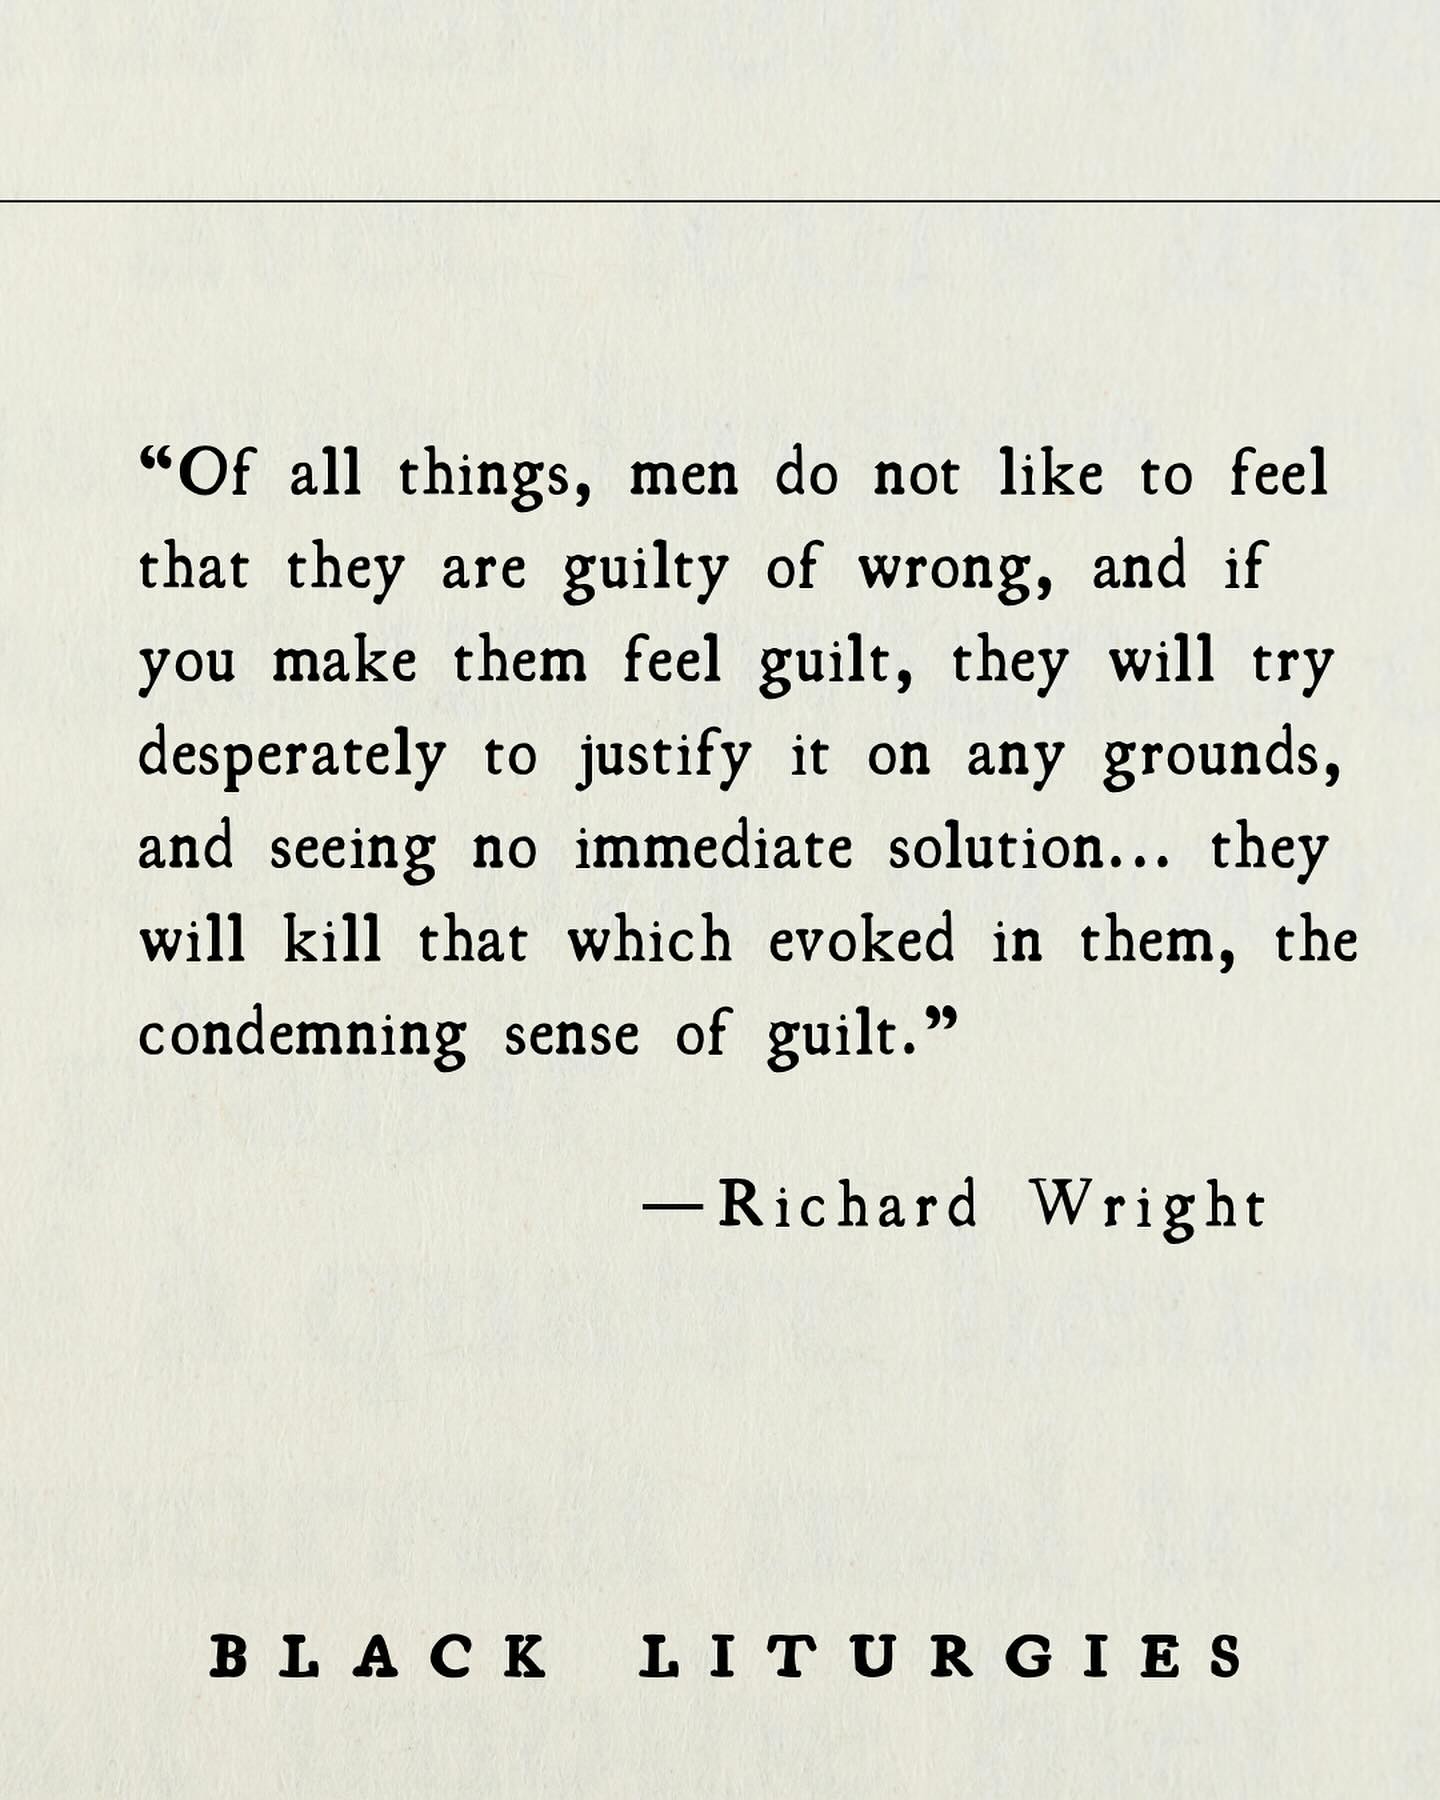 “Of all things, men do not like to feel
that they are guilty of wrong, and if
you make them feel guilt, they will try
desperately to justify it on any grounds,
and seeing no immediate solution... they
will kill that which evoked in them, the
condemning sense of guilt.”
—Richard Wright
BLACK LITURGIES